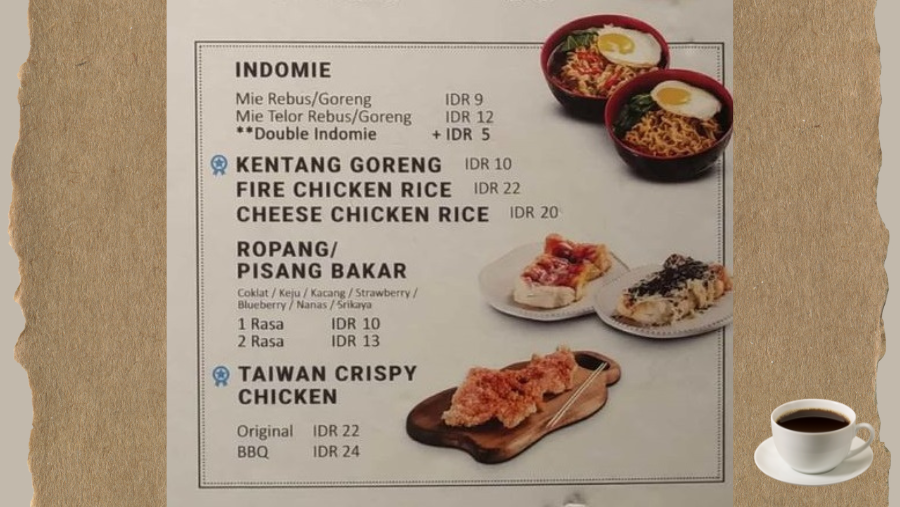 INDOMIE
Mie Rebus/Goreng IDR 9
Mie Telor Rebus/Goreng IDR 12
**Double Indomie + IDR 5
KENTANG GORENG IDR 10
FIRE CHICKEN RICE IDR 22
CHEESE CHICKEN RICE IDR 20
ROPANG/
PISANG BAKAR
Coklat / Keju / Kacang / Strawberry /
Blueberry / Nanas / Srikaya
1 Rasa IDR 10
2 Rasa IDR 13
TAIWAN CRISPY
CHICKEN
Original IDR 22
BBQ IDR 24